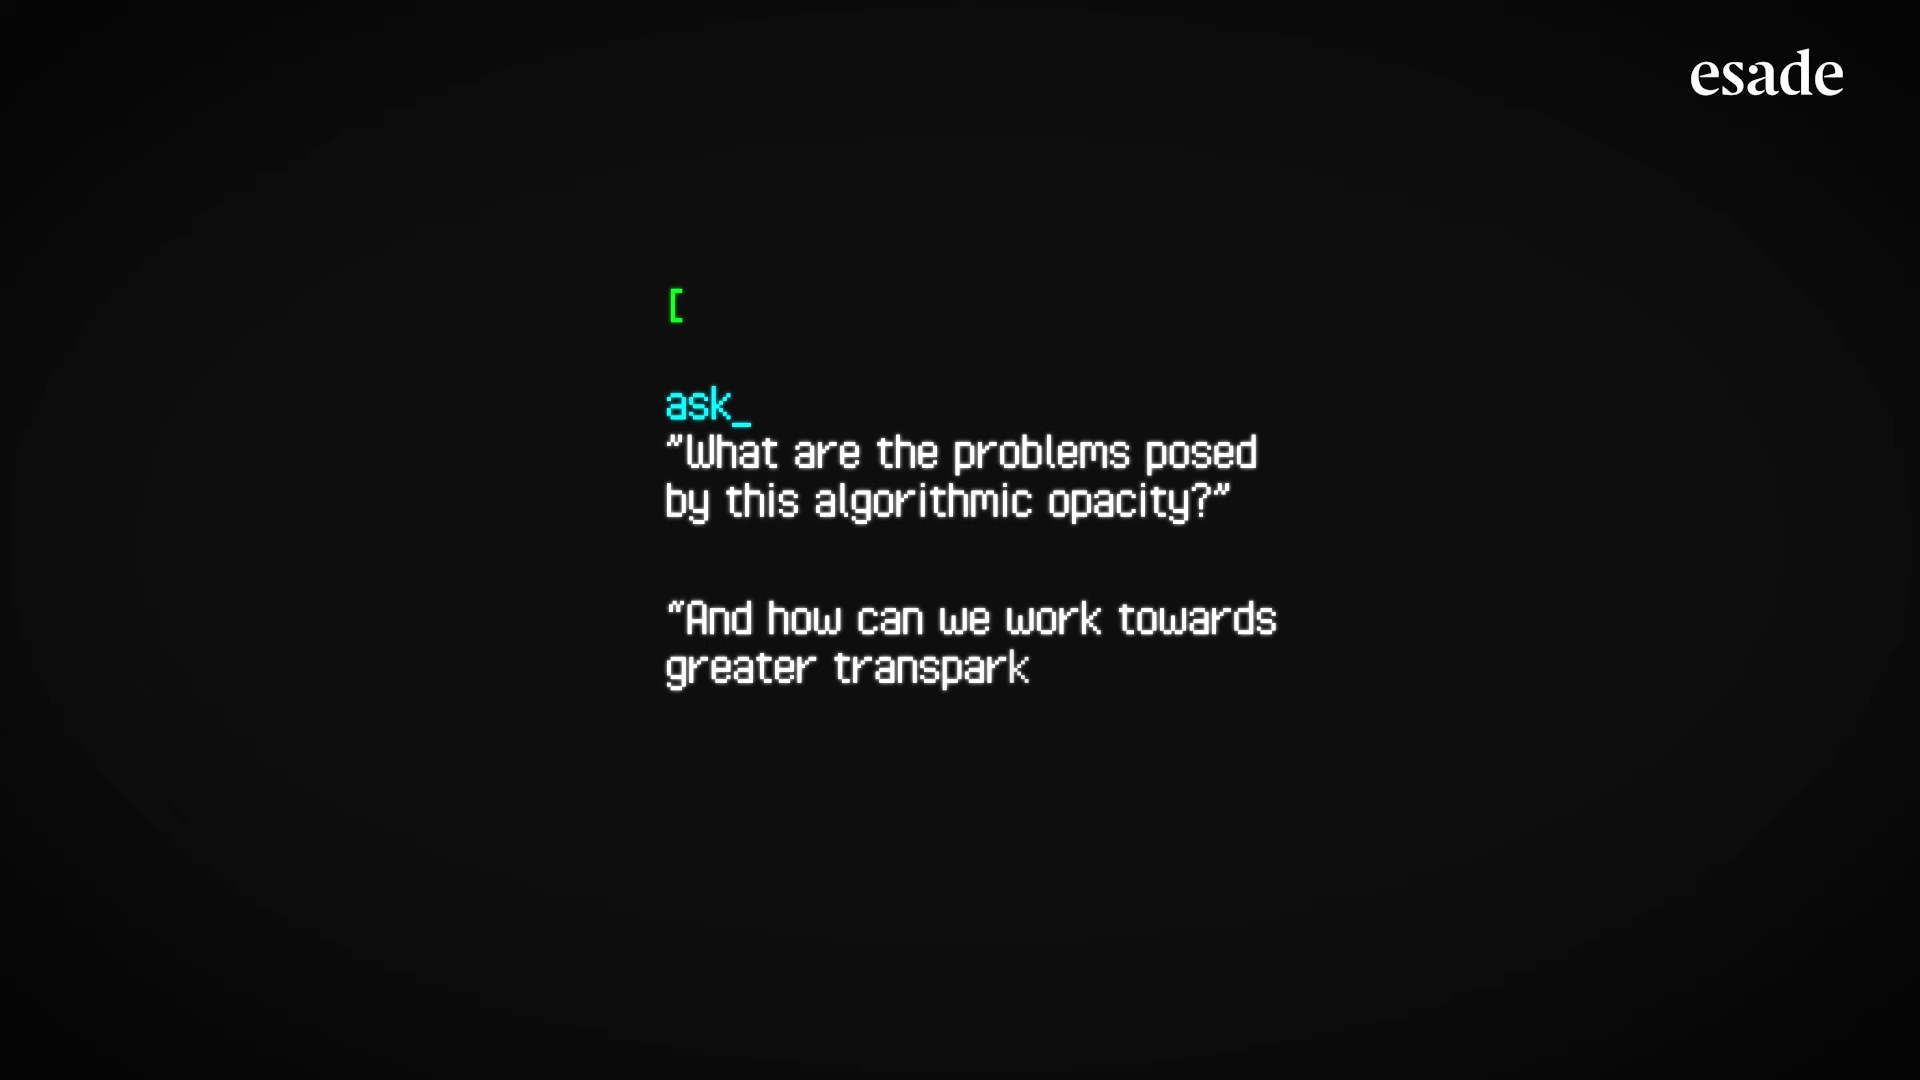 esade
[
ask_
"What are the problems posed
by this algorithmic opacity?"
"And how can we work towards
greater transpark